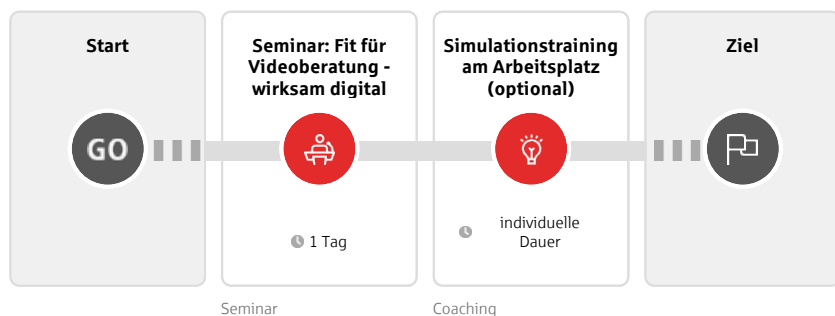 Start
GO
Seminar: Fit für
Videoberatung -
wirksam digital
1 Tag
Seminar
Simulationstraining
am Arbeitsplatz
(optional)
individuelle
Dauer
Coaching
Ziel